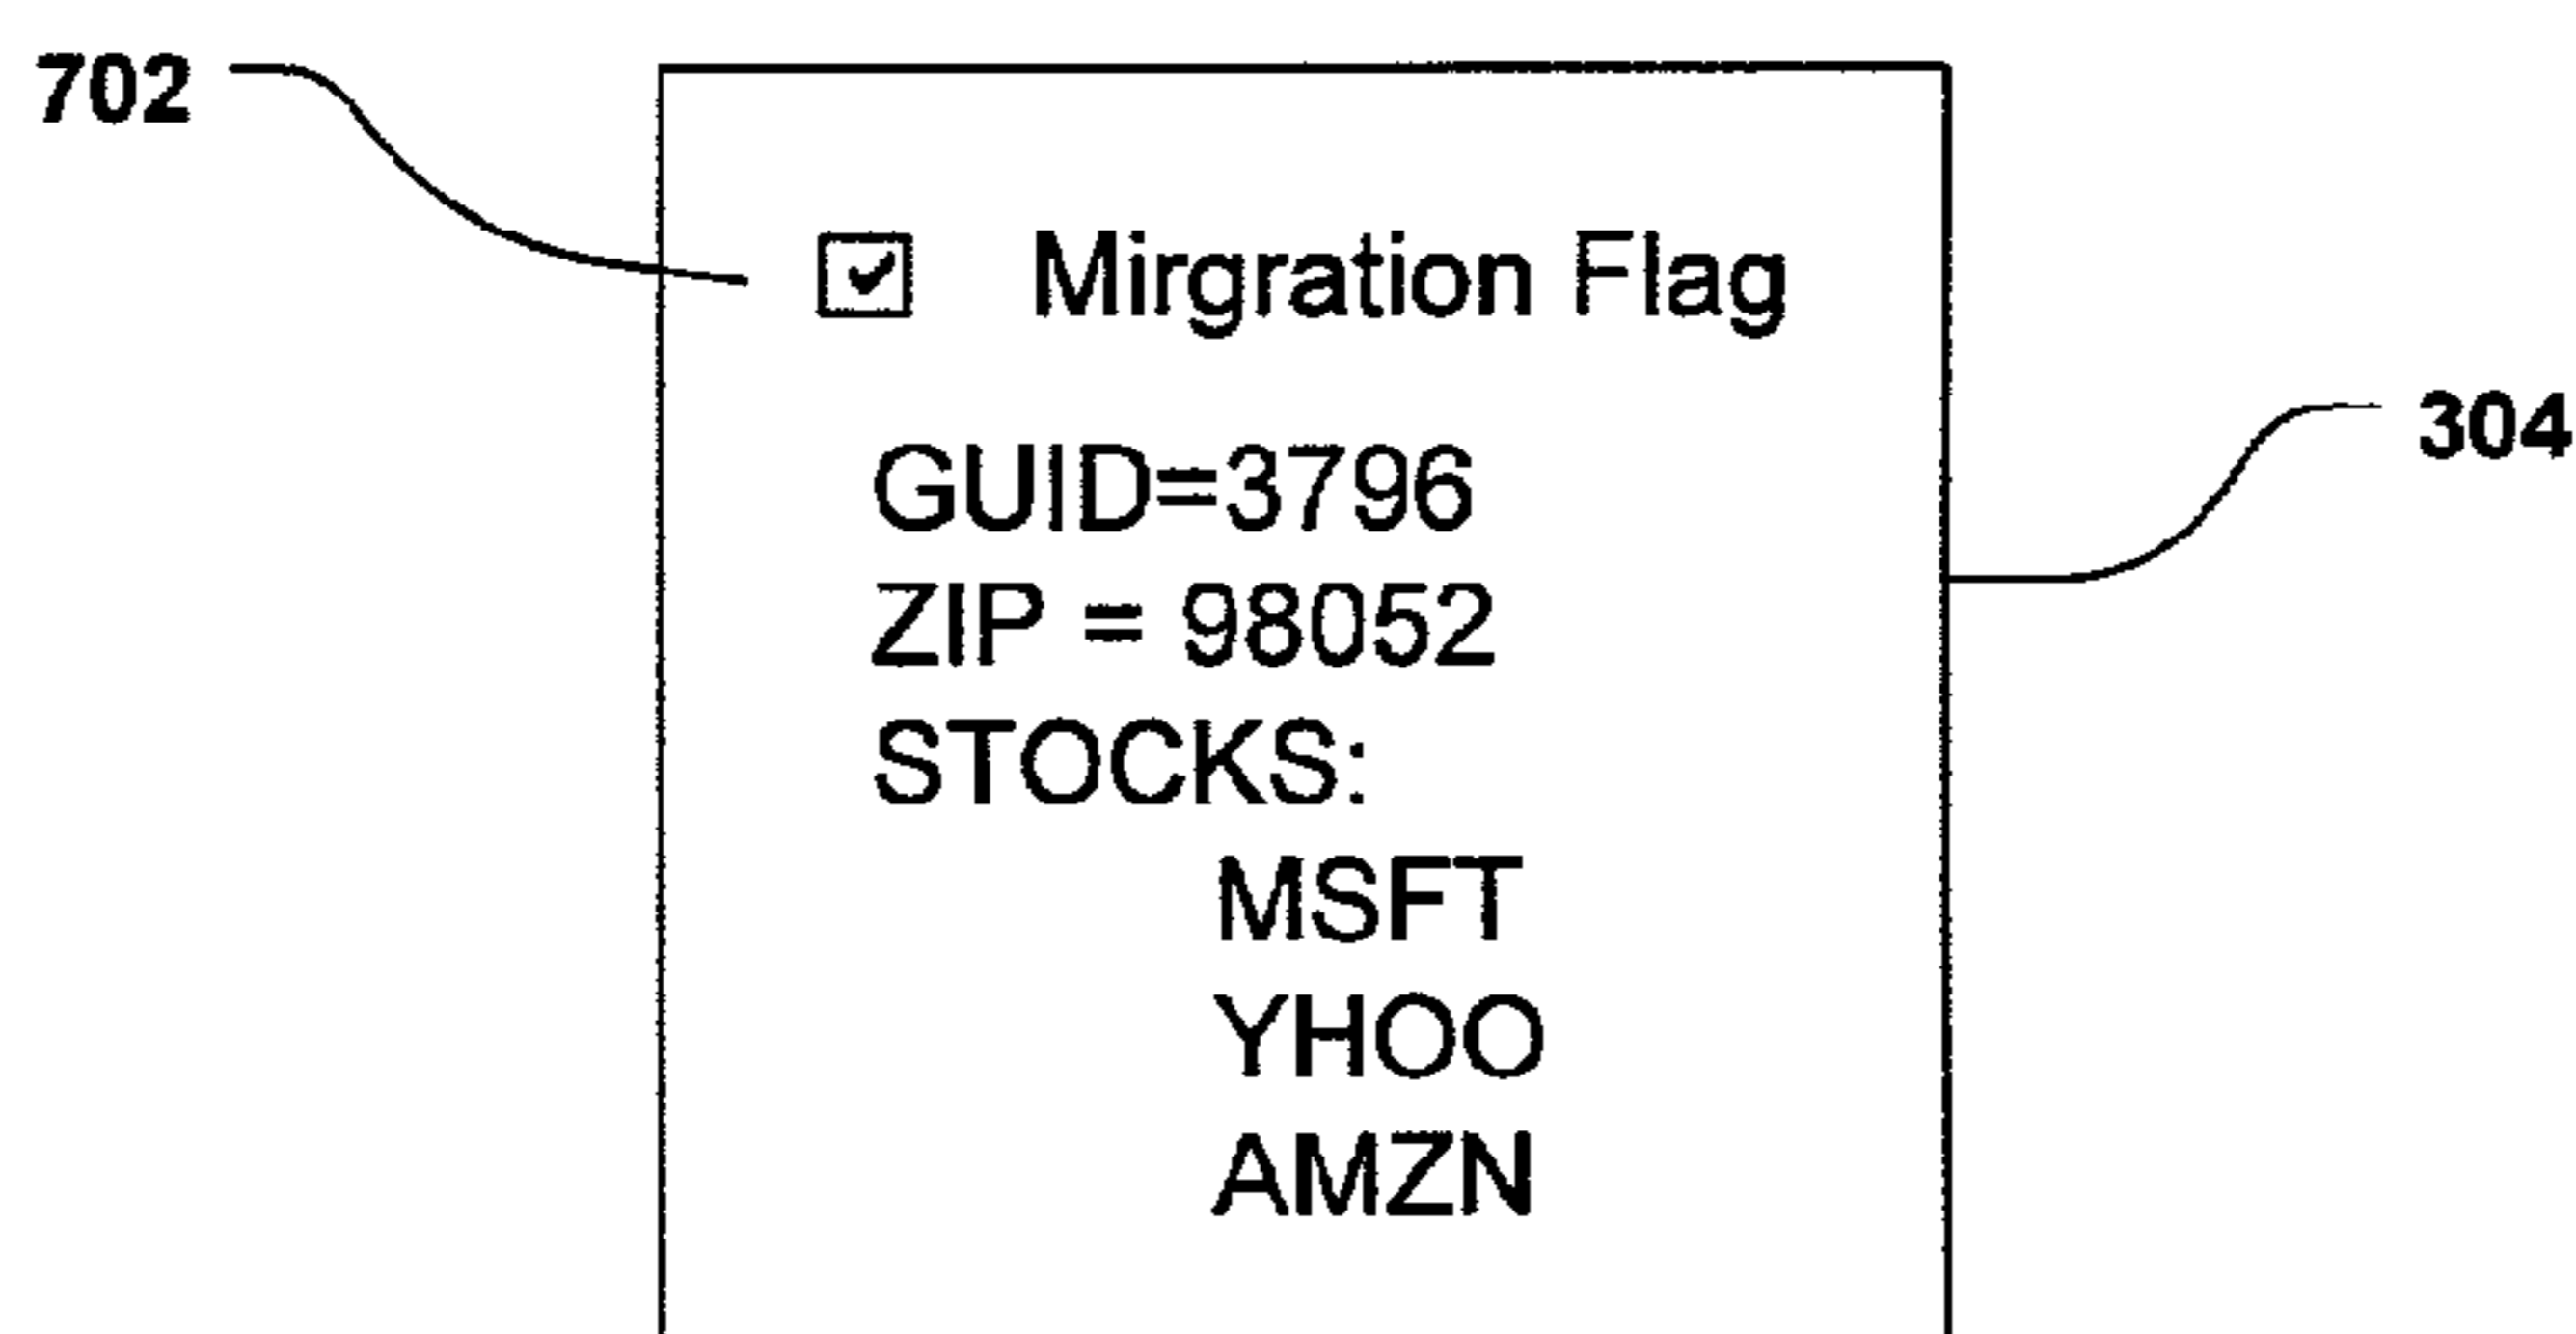 702
Mirgration Flag
304
GUID=3796
ZIP = 98052
STOCKS:
MSFT
YHOO
AMZN